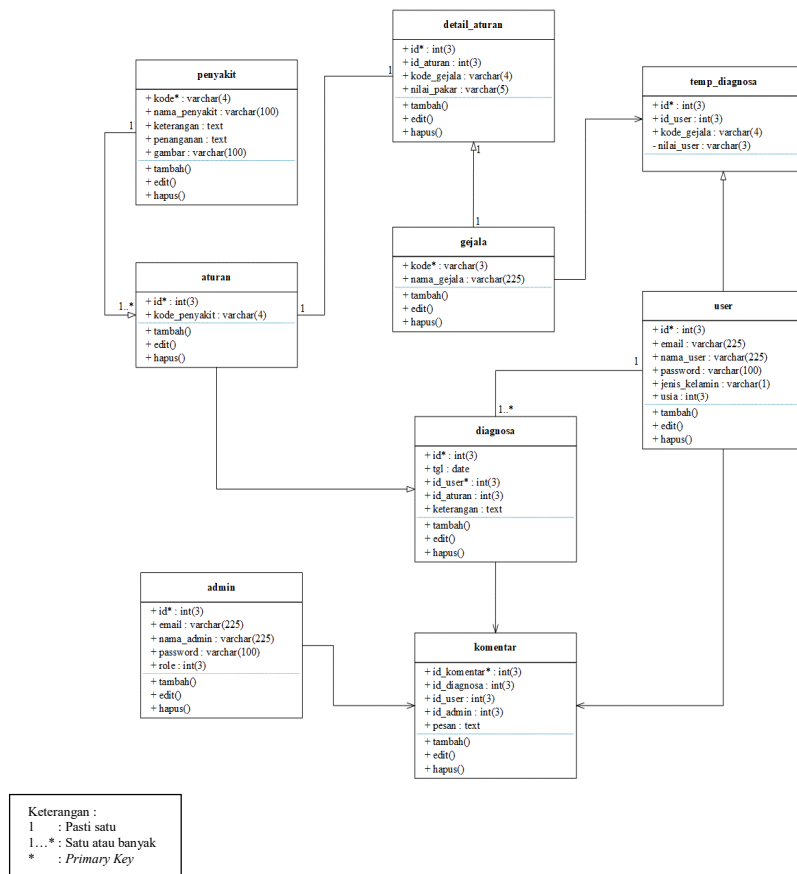 detail_aturan
+ id* : int(3)
+ id_aturan : int(3)
+ kode_gejala : varchar(4)
+ nilai_pakar : varchar(5)
+ tambah()
+ edit()
+ hapus()
penyakit
+ kode* : varchar(4)
+ nama_penyakit : varchar(100)
+ keterangan : text
+ penanganan : text
+ gambar : varchar(100)
+ tambah()
+ edit()
+ hapus()
temp_diagnosa
+ id* : int(3)
+ id_user : int(3)
+ kode_gejala : varchar(4)
- nilai_user : varchar(3)
1
1
1
1
gejala
+ kode* : varchar(3)
+ nama_gejala : varchar(225)
+ tambah()
+ edit()
+ hapus()
aturan
+ id* : int(3)
+ kode_penyakit : varchar(4)
+ tambah()
+ edit()
+ hapus()
1..*
1
user
+ id* : int(3)
+ email : varchar(225)
+ nama_user : varchar(225)
+ password : varchar(100)
+ jenis_kelamin : varchar(1)
+ usia : int(3)
+ tambah()
+ edit()
+ hapus()
1
1..*
diagnosa
+ id* : int(3)
+ tgl : date
+ id_user* : int(3)
+ id_aturan : int(3)
+ keterangan : text
+ tambah()
+ edit()
+ hapus()
admin
+ id* : int(3)
+ email : varchar(225)
+ nama_admin : varchar(225)
+ password : varchar(100)
+ role : int(3)
+ tambah()
+ edit()
+ hapus()
komentar
+ id_komentar* : int(3)
+ id_diagnosa : int(3)
+ id_user : int(3)
+ id_admin : int(3)
+ pesan : text
+ tambah()
+ edit()
+ hapus()
Keterangan :
1 : Pasti satu
1…* : Satu atau banyak
* : Primary Key